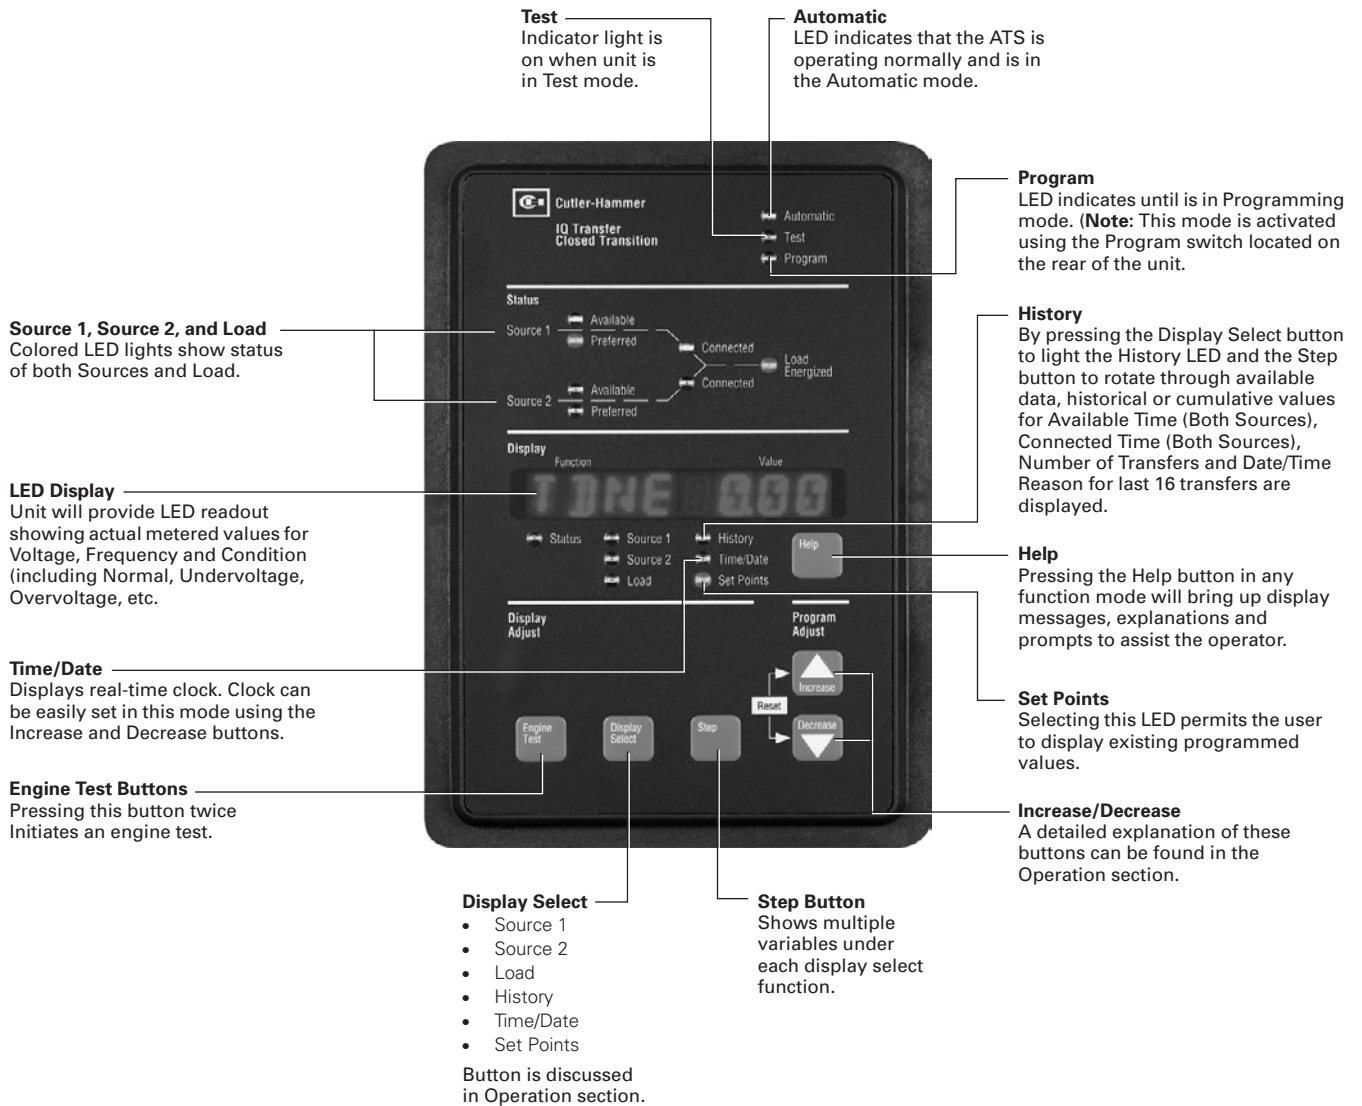 Test
Indicator light is
on when unit is
in Test mode.
Automatic
LED indicates that the ATS is
operating normally and is in
the Automatic mode.
Program
LED indicates until is in Programming
mode. (Note: This mode is activated
using the Program switch located on
the rear of the unit.
Source 1, Source 2, and Load
Colored LED lights show status
of both Sources and Load.
History
By pressing the Display Select button
to light the History LED and the Step
button to rotate through available
data, historical or cumulative values
for Available Time (Both Sources),
Connected Time (Both Sources),
Number of Transfers and Date/Time
Reason for last 16 transfers are
displayed.
LED Display
Unit will provide LED readout
showing actual metered values for
Voltage, Frequency and Condition
(including Normal, Undervoltage,
Overvoltage, etc.
Help
Pressing the Help button in any
function mode will bring up display
messages, explanations and
prompts to assist the operator.
Time/Date
Displays real-time clock. Clock can
be easily set in this mode using the
Increase and Decrease buttons.
Set Points
Selecting this LED permits the user
to display existing programmed
values.
Engine Test Buttons
Pressing this button twice
Initiates an engine test.
Increase/Decrease
A detailed explanation of these
buttons can be found in the
Operation section.
Display Select
• Source 1
• Source 2
• Load
• History
• Time/Date
• Set Points
Button is discussed
in Operation section.
Step Button
Shows multiple
variables under
each display select
function.
Cutler-Hammer
IQ Transfer
Closed Transition
Automatic
Test
Program
Status
Source 1
Available
Preferred
Connected
Load
Energized
Source 2
Available
Preferred
Connected
Display
Function
Value
TDNE 0.00
Status
Source 1
Source 2
Load
History
Time/Date
Set Points
Help
Display
Adjust
Program
Adjust
Increase
Reset
Decrease
Engine
Test
Display
Select
Step